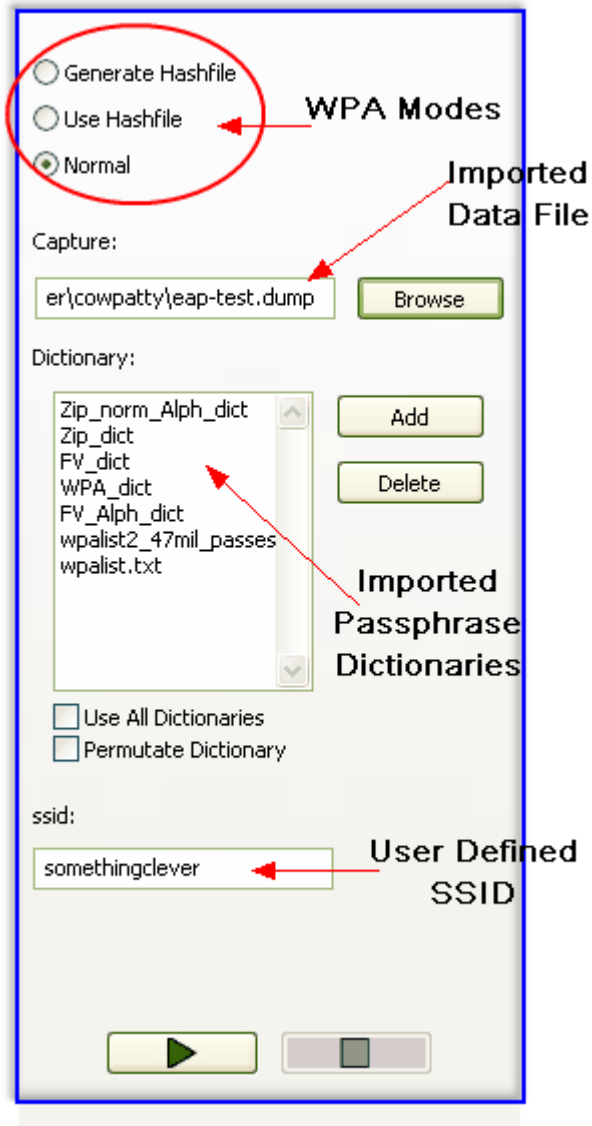 Generate Hashfile
Use Hashfile
WPA Modes
Normal
Imported
Data File
Capture:
er\cowpatty\eap-test.dump
Browse
Dictionary:
Zip_norm_Alph_dict
Zip_dict
FV_dict
WPA_dict
FV_Alph_dict
wpalist2_47mil_passes
wpalist.txt
Add
Delete
Imported
Passphrase
Dictionaries
Use All Dictionaries
Permutate Dictionary
ssid:
somethingclever
User Defined
SSID